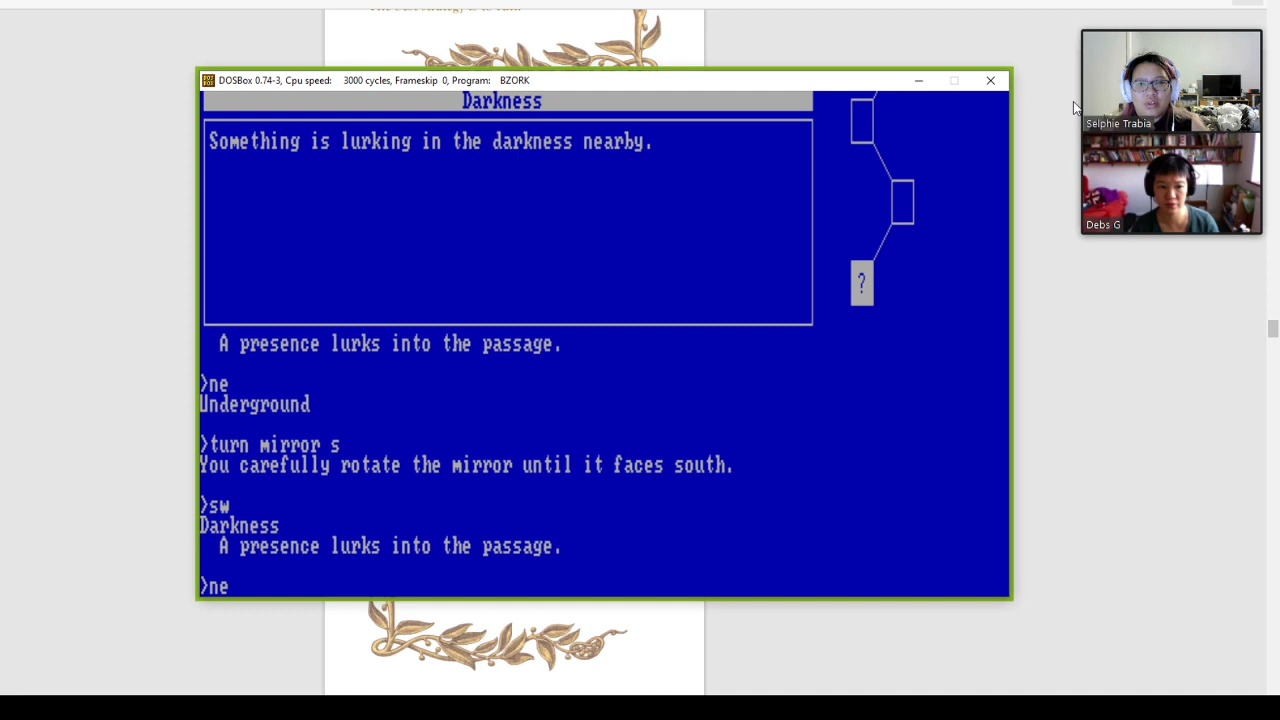 DOSBox 0.74-3, Cpu speed: 3000 cycles, Frameskip 0, Program: BZORK
Darkness
Something is lurking in the darkness nearby.
?
A presence lurks into the passage.
>ne
Underground
>turn mirror s
You carefully rotate the mirror until it faces south.
>sw
Darkness
A presence lurks into the passage.
>ne
Selphie Trabia
Debs G